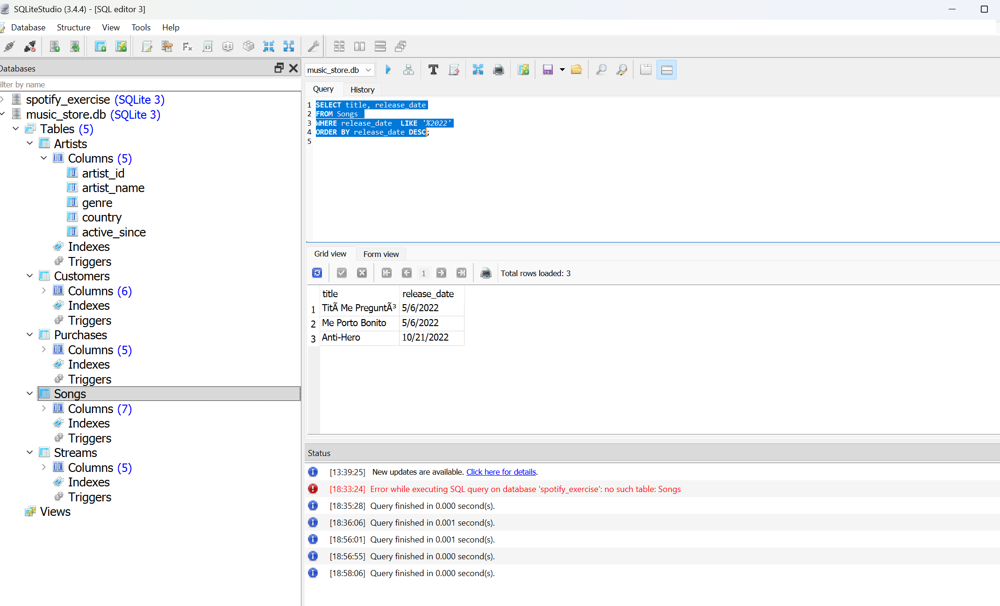 SQLiteStudio (3.4.4) - [SQL editor 3]
Database Structure View Tools Help
Databases
ilter by name
spotify_exercise (SQLite 3)
music_store.db (SQLite 3)
Tables (5)
Artists
Columns (5)
artist_id
artist_name
genre
country
active_since
Indexes
Triggers
Customers
Columns (6)
Indexes
Triggers
Purchases
Columns (5)
Indexes
Triggers
Songs
Columns (7)
Indexes
Triggers
Streams
Columns (5)
Indexes
Triggers
Views
music_store.db
Query History
1 SELECT title, release_date
2 FROM Songs
3 WHERE release_date  LIKE '%2022'
4 ORDER BY release_date DESC;
5
Grid view Form view
1 Total rows loaded: 3
title release_date
1 TitÃ Me PreguntÃ³ 5/6/2022
2 Me Porto Bonito 5/6/2022
3 Anti-Hero 10/21/2022
Status
[13:39:25] New updates are available. Click here for details.
[18:33:24] Error while executing SQL query on database 'spotify_exercise': no such table: Songs
[18:35:28] Query finished in 0.000 second(s).
[18:36:06] Query finished in 0.001 second(s).
[18:56:01] Query finished in 0.001 second(s).
[18:56:55] Query finished in 0.000 second(s).
[18:58:06] Query finished in 0.000 second(s).